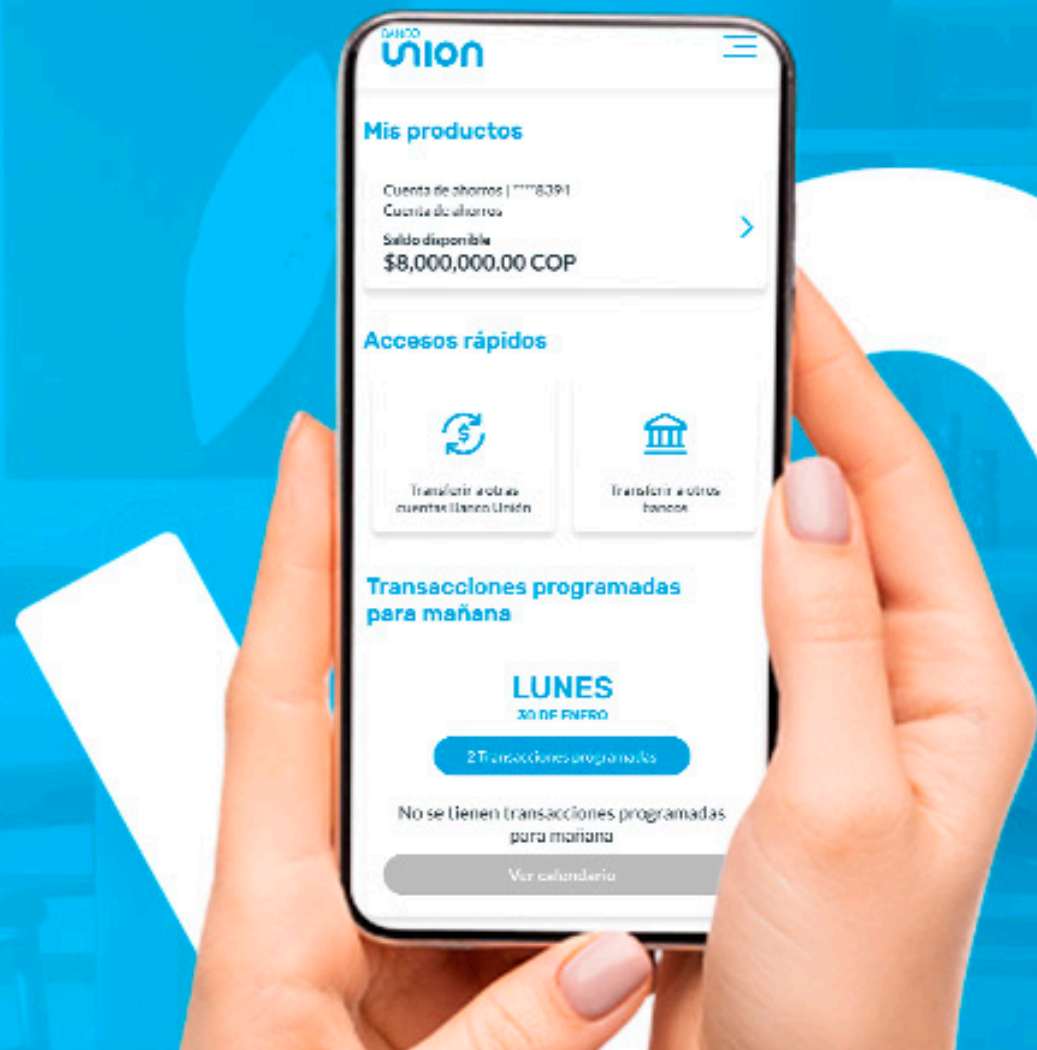 BANCO
union
Mis productos
Cuenta de ahorros | ****8394
Cuenta de ahorros
Saldo disponible
$8,000,000.00 COP
Accesos rápidos
Transferir a otras
cuentas Banco Unión
Transferir a otros
bancos
Transacciones programadas
para mañana
LUNES
30 DE ENERO
2 Transacciones programadas
No se tienen transacciones programadas
para mañana
Ver calendario